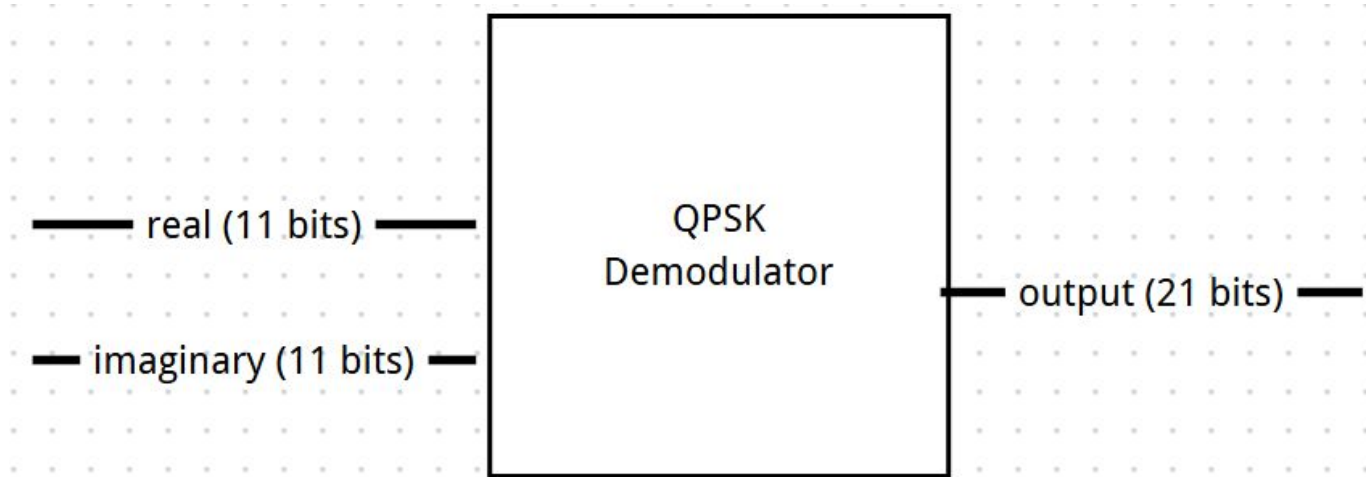 real (11 bits)
imaginary (11 bits)
QPSK
Demodulator
output (21 bits)